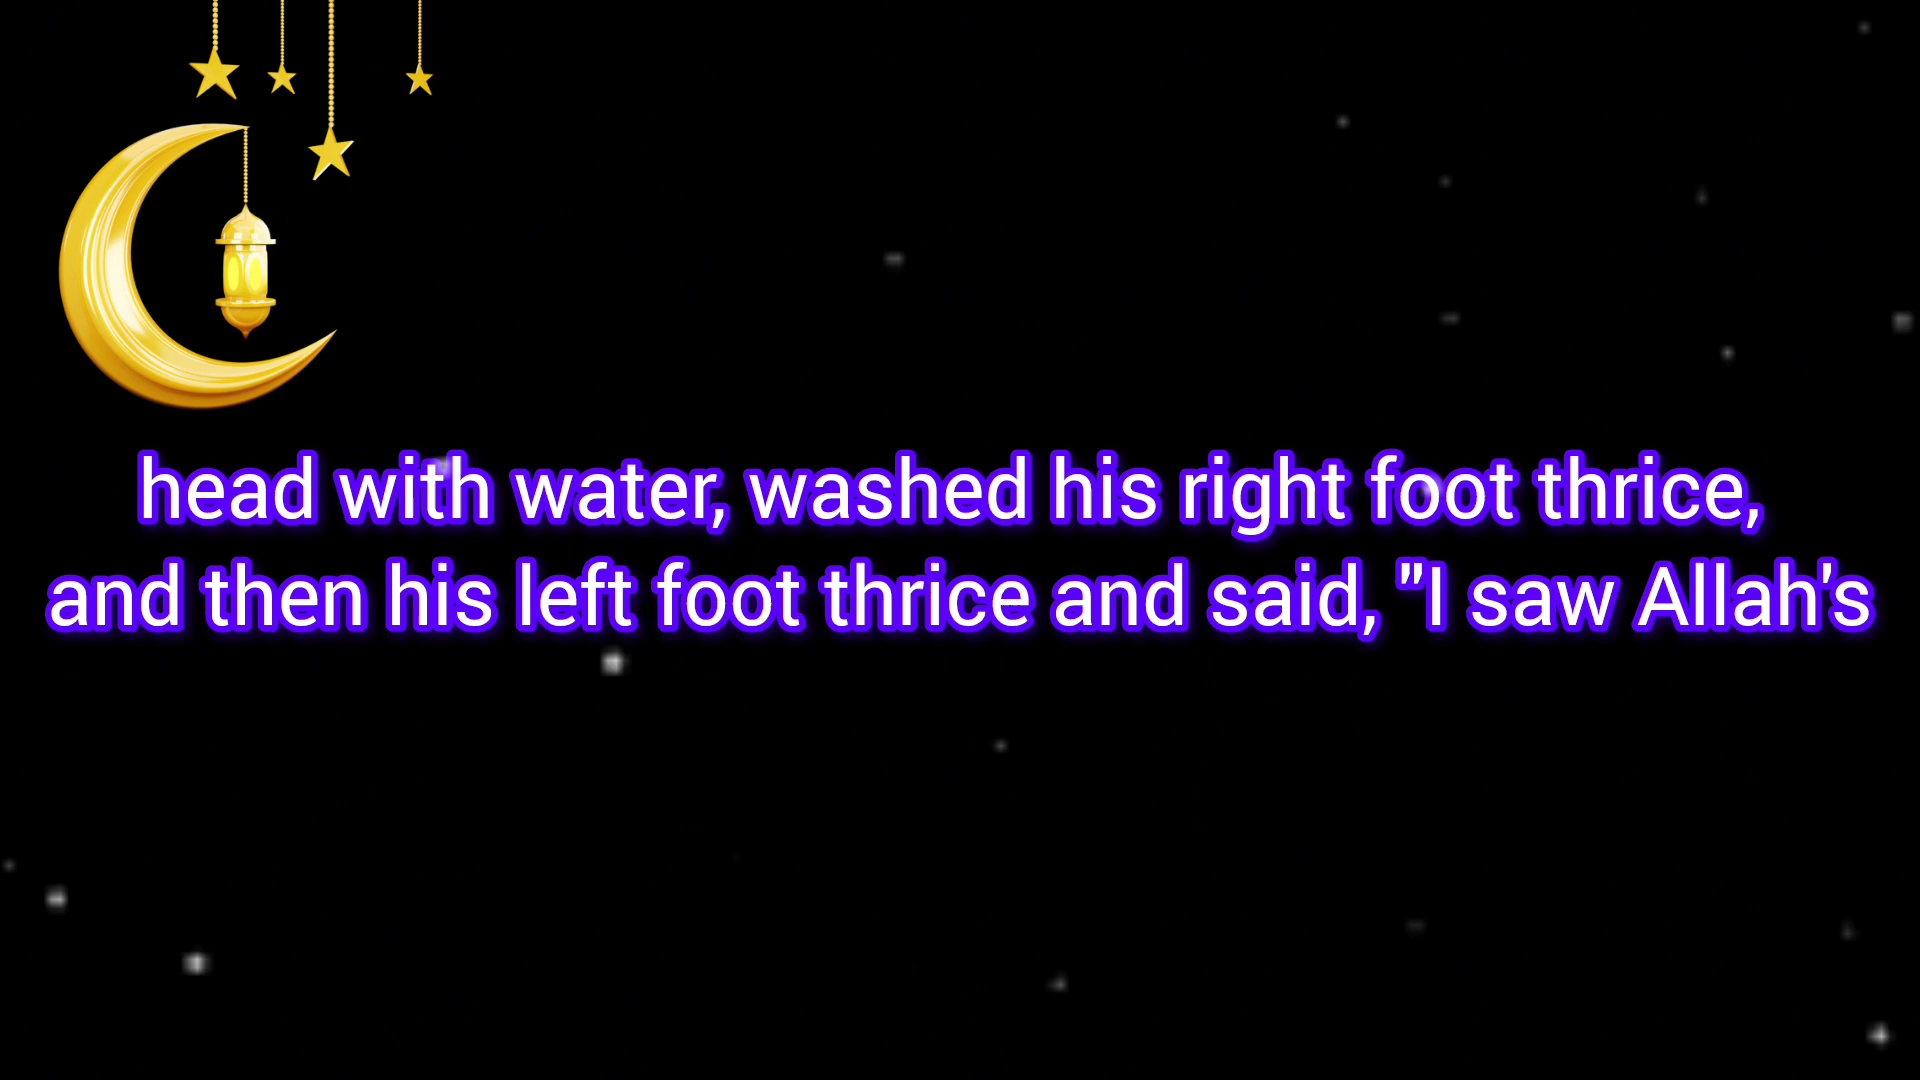 head with water, washed his right foot thrice,
and then his left foot thrice and said, "I saw Allah's